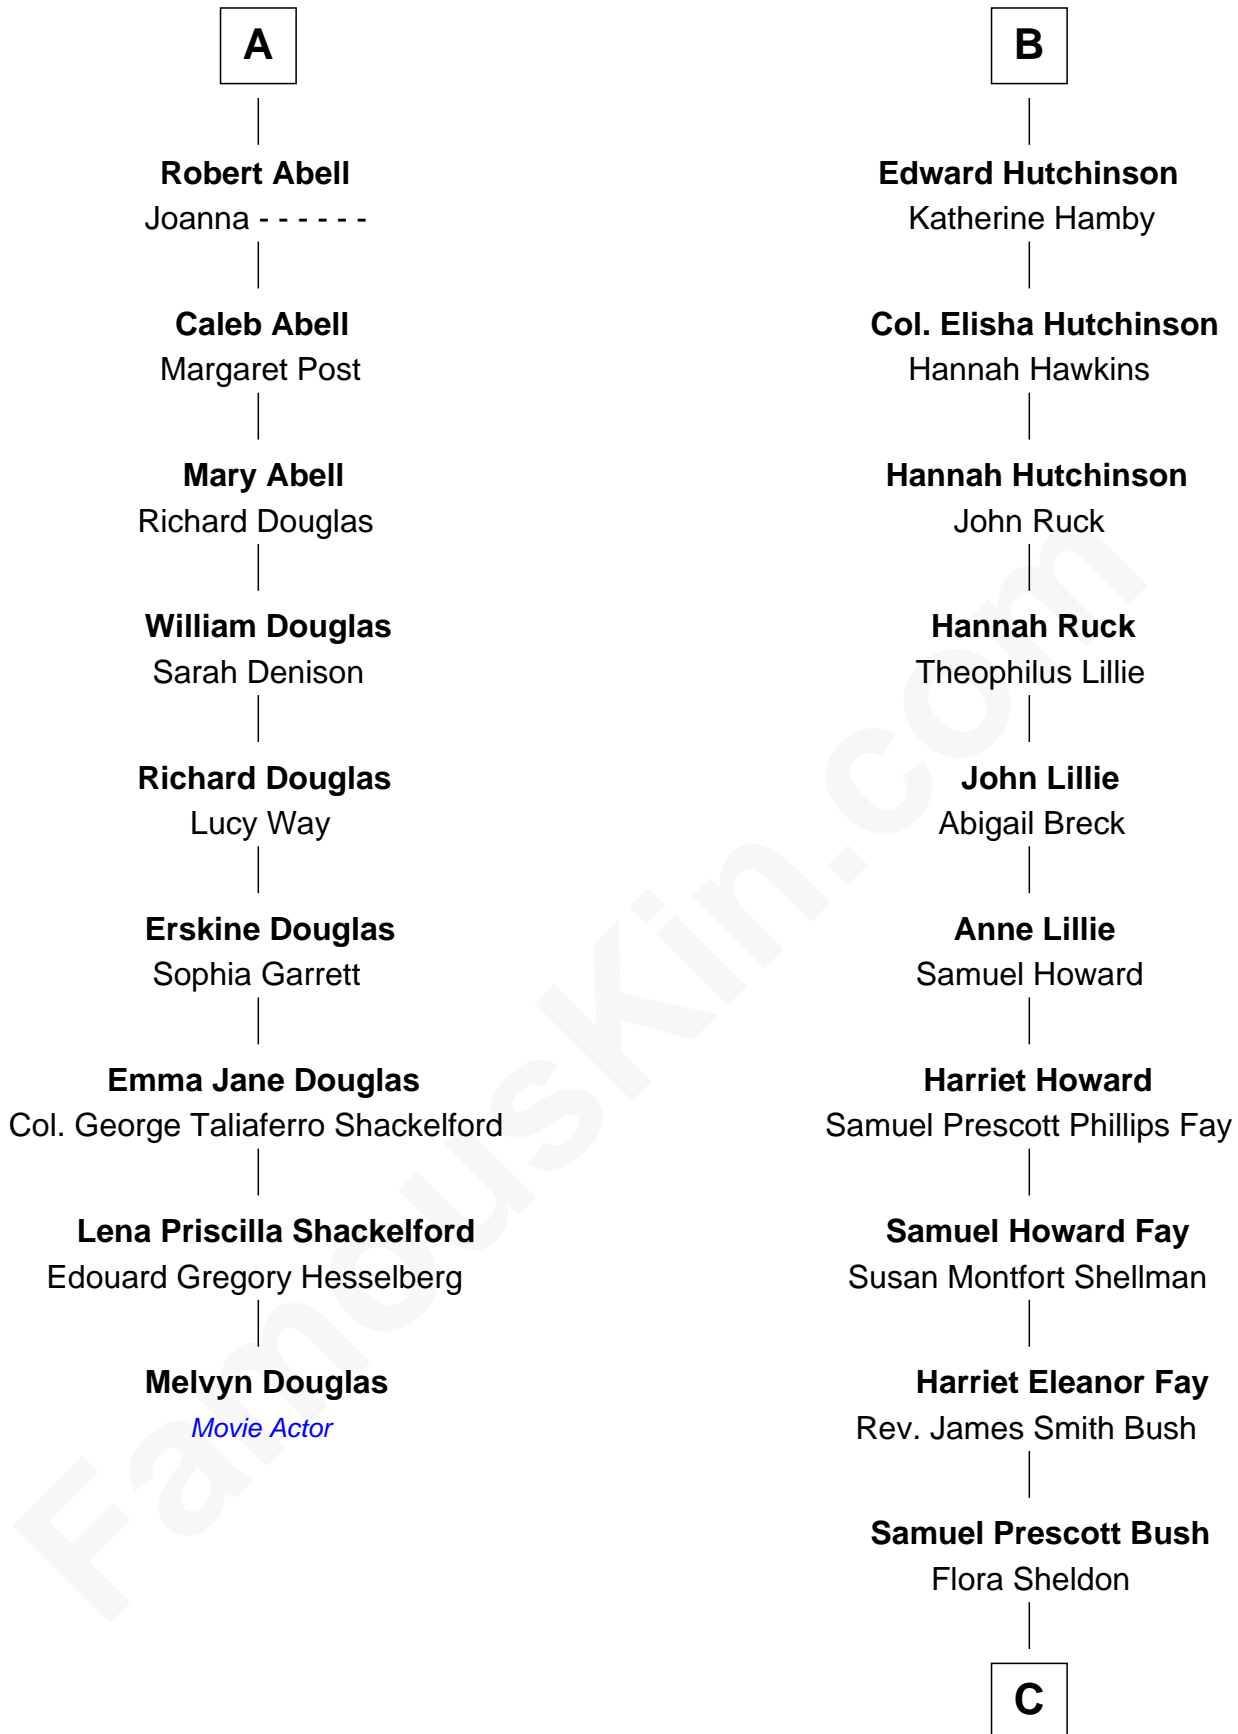 A
Robert Abell
Joanna - - - - - -
Caleb Abell
Margaret Post
Mary Abell
Richard Douglas
William Douglas
Sarah Denison
Richard Douglas
Lucy Way
Erskine Douglas
Sophia Garrett
Emma Jane Douglas
Col. George Taliaferro Shackelford
Lena Priscilla Shackelford
Edouard Gregory Hesselberg
Melvyn Douglas
Movie Actor
B
Edward Hutchinson
Katherine Hamby
Col. Elisha Hutchinson
Hannah Hawkins
Hannah Hutchinson
John Ruck
Hannah Ruck
Theophilus Lillie
John Lillie
Abigail Breck
Anne Lillie
Samuel Howard
Harriet Howard
Samuel Prescott Phillips Fay
Samuel Howard Fay
Susan Montfort Shellman
Harriet Eleanor Fay
Rev. James Smith Bush
Samuel Prescott Bush
Flora Sheldon
C
FamousKin.com